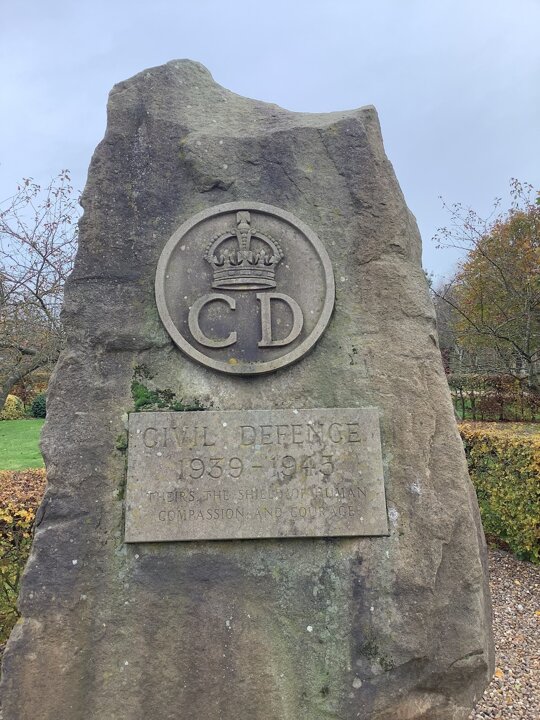 CD
CIVIL DEFENCE
1939-1945
THEIRS THE SHIELD OF HUMAN
COMPASSION AND COURAGE